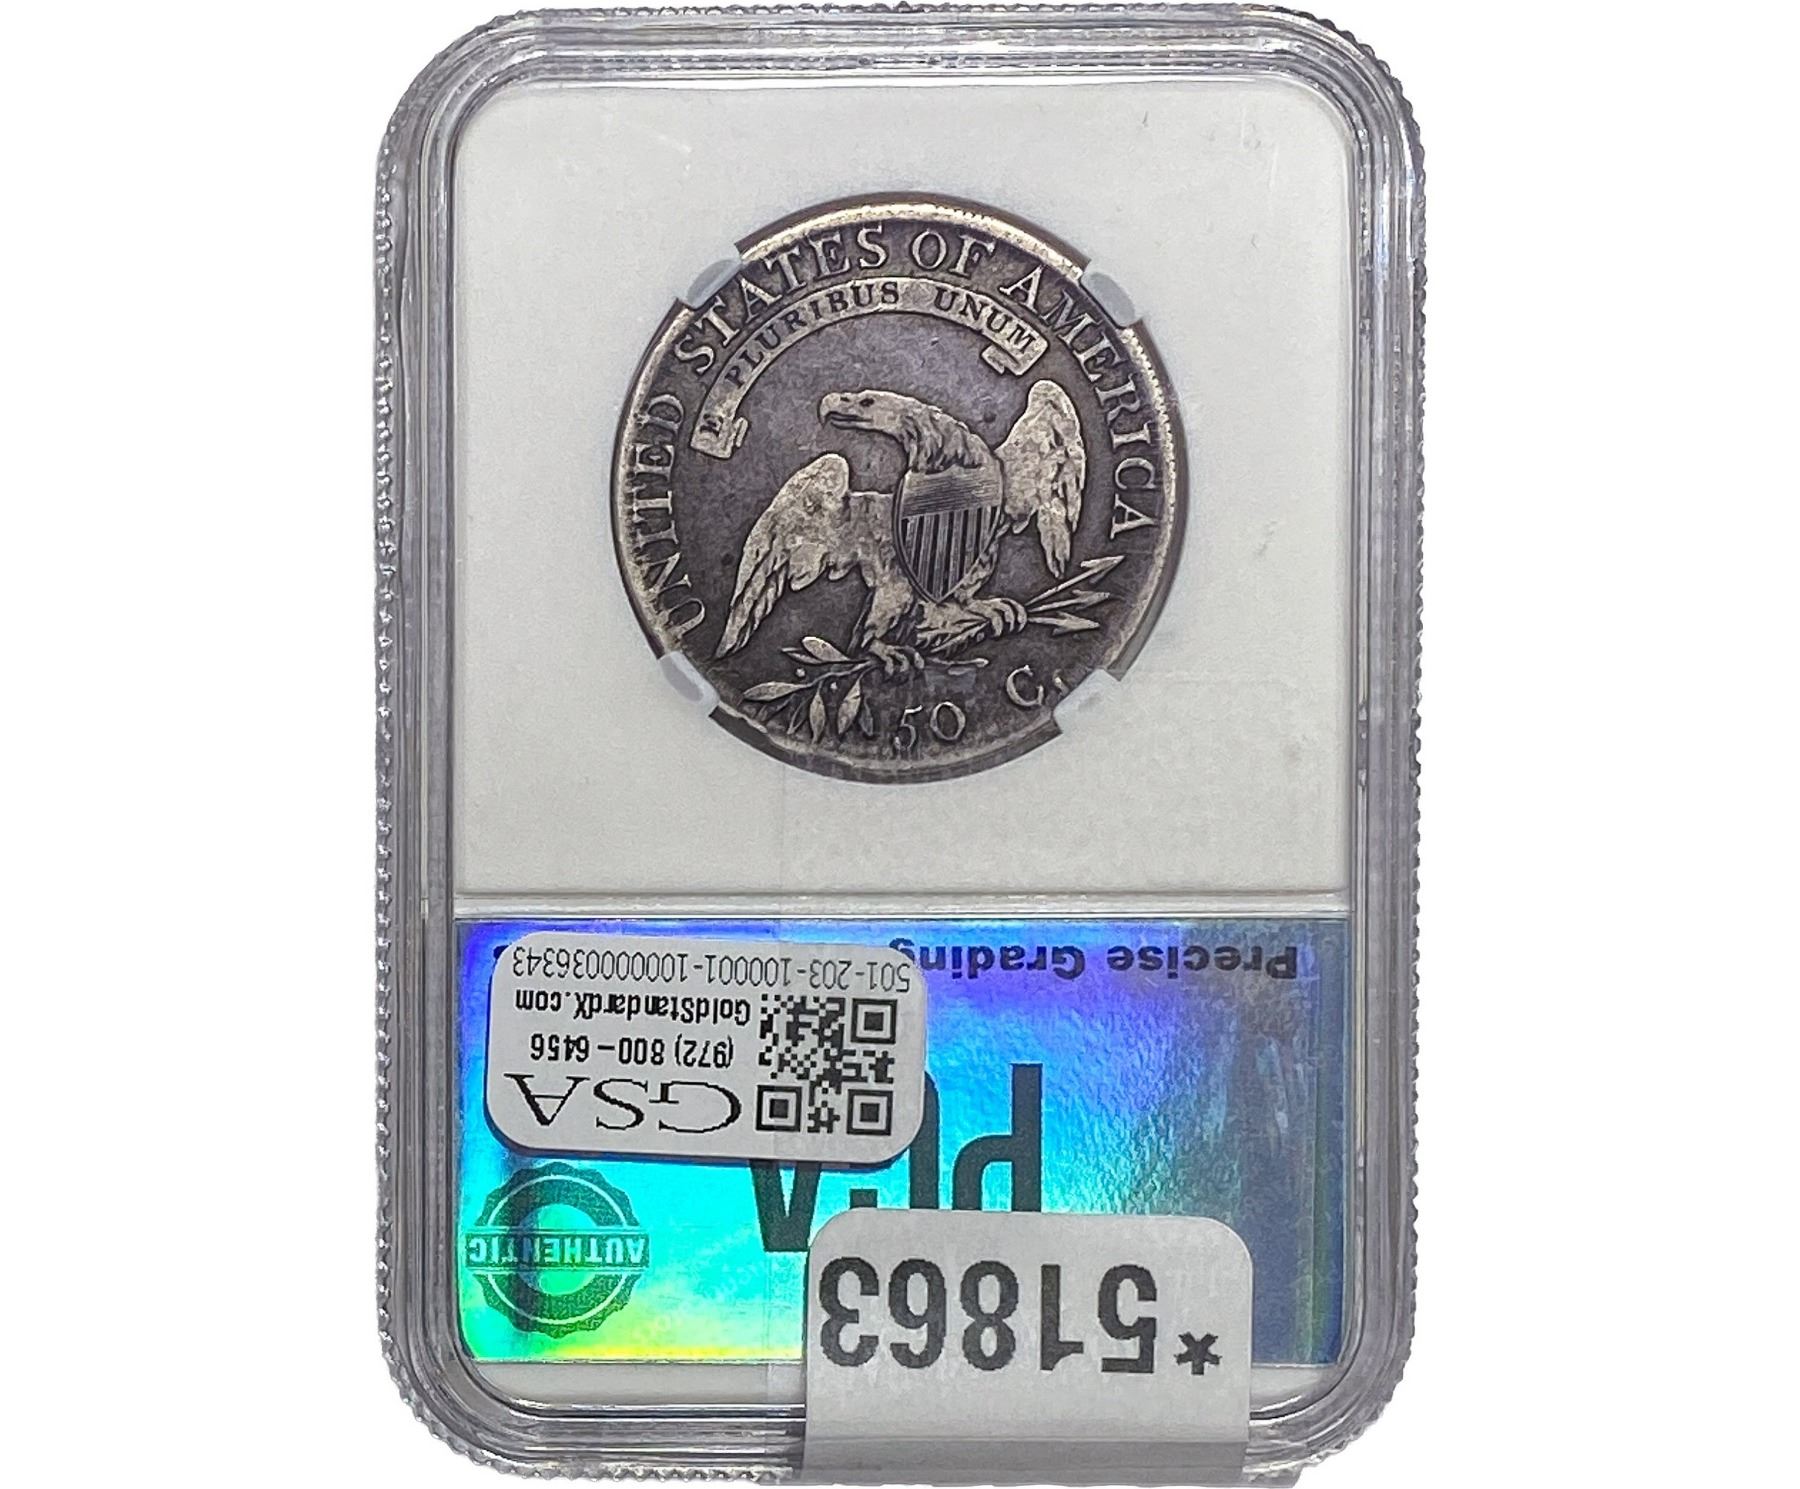 UNITED STATES OF AMERICA
E PLURIBUS UNUM
50 C.
*51863
AUTHENTIC
GSA
(972) 800-6456
GoldStandardX.com
501-203-100001-100000036343
Precise Grading